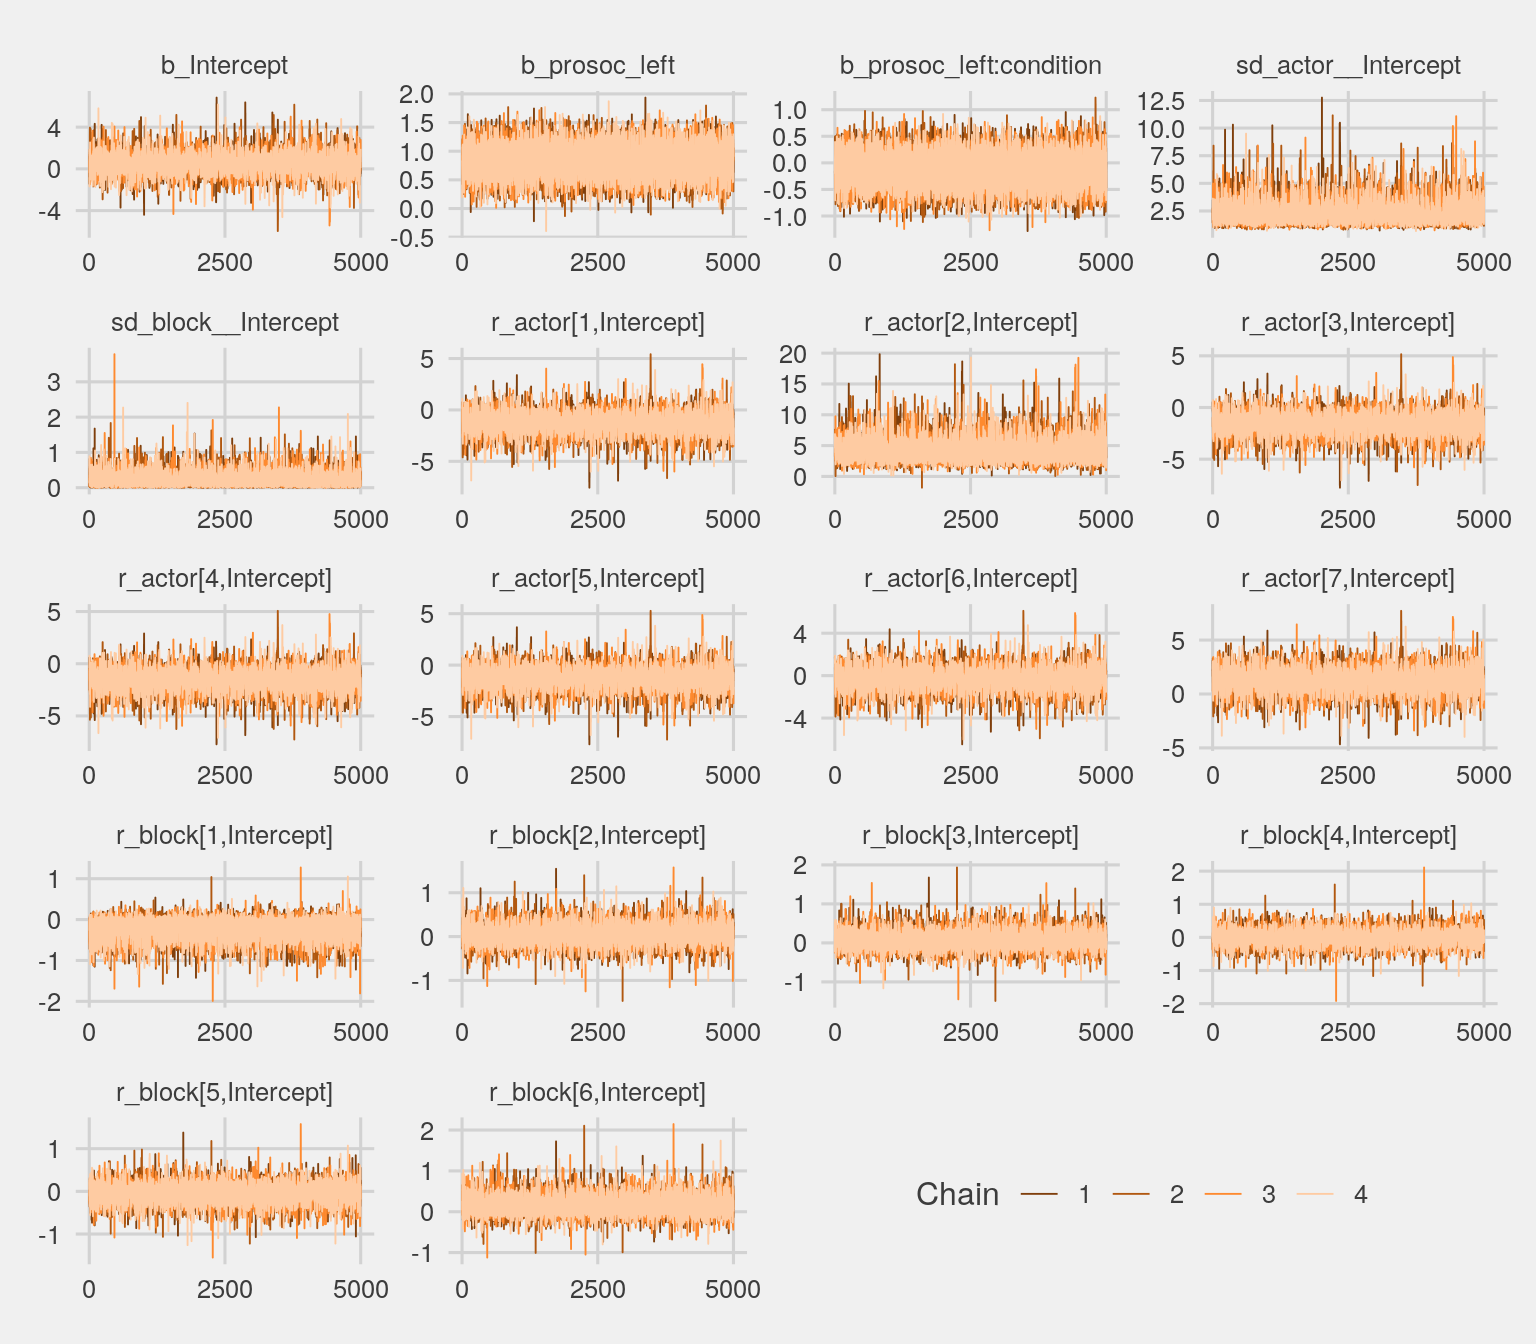 b_Intercept b_prosoc_left b_prosoc_left:condition sd_actor__Intercept
4
0
-4
0 2500 5000
2.0
1.5
1.0
0.5
0.0
-0.5
0 2500 5000
1.0
0.5
0.0
-0.5
-1.0
0 2500 5000
12.5
10.0
7.5
5.0
2.5
0 2500 5000
sd_block__Intercept r_actor[1,Intercept] r_actor[2,Intercept] r_actor[3,Intercept]
3
2
1
0
0 2500 5000
5
0
-5
0 2500 5000
20
15
10
5
0
0 2500 5000
5
0
-5
0 2500 5000
r_actor[4,Intercept] r_actor[5,Intercept] r_actor[6,Intercept] r_actor[7,Intercept]
5
0
-5
0 2500 5000
5
0
-5
0 2500 5000
4
0
-4
0 2500 5000
5
0
-5
0 2500 5000
r_block[1,Intercept] r_block[2,Intercept] r_block[3,Intercept] r_block[4,Intercept]
1
0
-1
-2
0 2500 5000
1
0
-1
0 2500 5000
2
1
0
-1
0 2500 5000
2
1
0
-1
-2
0 2500 5000
r_block[5,Intercept] r_block[6,Intercept]
1
0
-1
0 2500 5000
2
1
0
-1
0 2500 5000
Chain 1 2 3 4